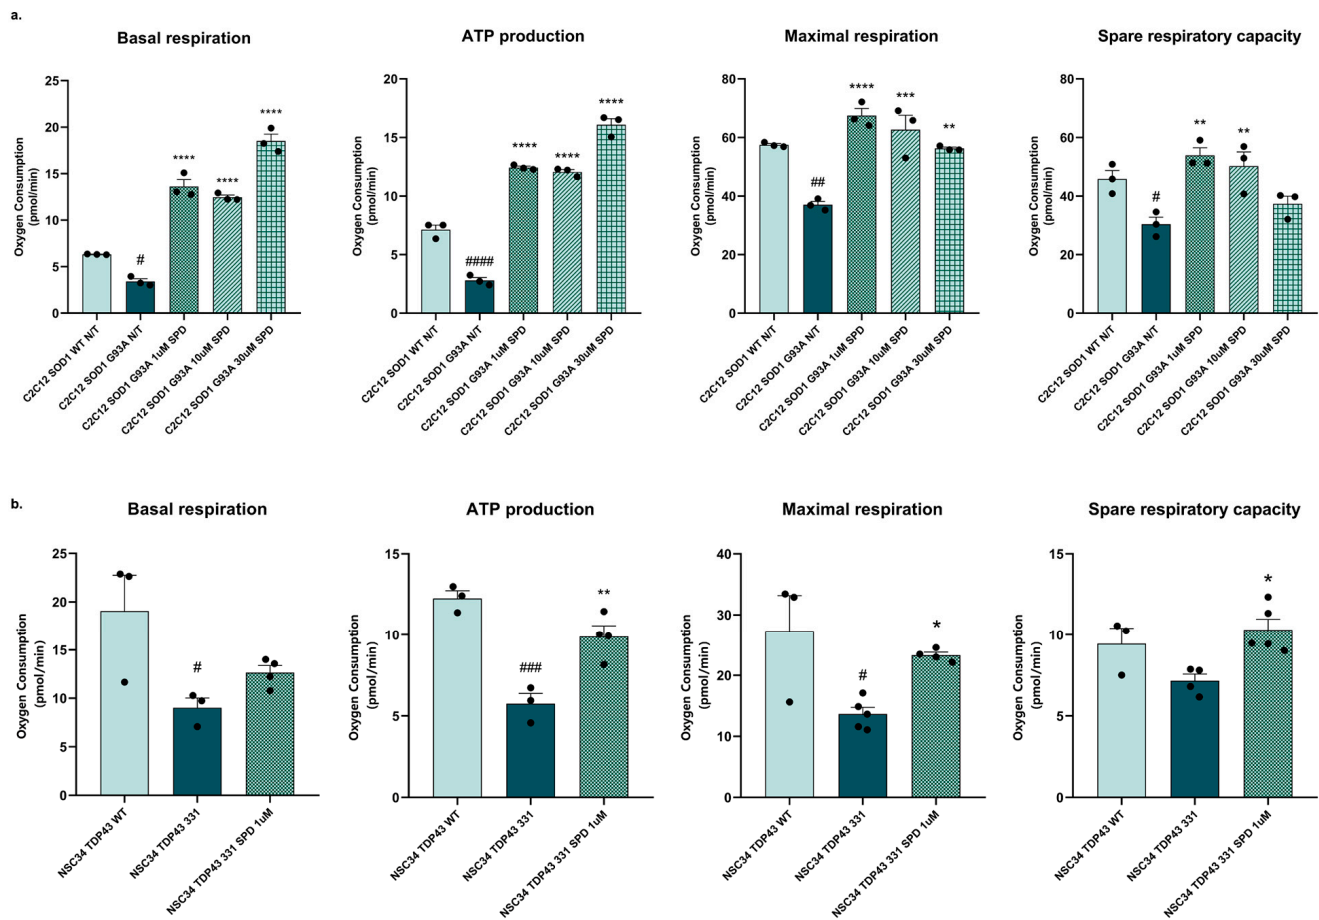 a.
Basal respiration
Oxygen Consumption
(pmol/min)
25
20
15
10
5
0
#
****
****
****
C2C12 SOD1 WT N/T
C2C12 SOD1 G93A N/T
C2C12 SOD1 G93A 1uM SPD
C2C12 SOD1 G93A 10uM SPD
C2C12 SOD1 G93A 30uM SPD
ATP production
Oxygen Consumption
(pmol/min)
20
15
10
5
0
####
****
****
****
C2C12 SOD1 WT N/T
C2C12 SOD1 G93A N/T
C2C12 SOD1 G93A 1uM SPD
C2C12 SOD1 G93A 10uM SPD
C2C12 SOD1 G93A 30uM SPD
Maximal respiration
Oxygen Consumption
(pmol/min)
80
60
40
20
0
##
****
***
**
C2C12 SOD1 WT N/T
C2C12 SOD1 G93A N/T
C2C12 SOD1 G93A 1uM SPD
C2C12 SOD1 G93A 10uM SPD
C2C12 SOD1 G93A 30uM SPD
Spare respiratory capacity
Oxygen Consumption
(pmol/min)
80
60
40
20
0
#
**
**
C2C12 SOD1 WT N/T
C2C12 SOD1 G93A N/T
C2C12 SOD1 G93A 1uM SPD
C2C12 SOD1 G93A 10uM SPD
C2C12 SOD1 G93A 30uM SPD
b.
Basal respiration
Oxygen Consumption
(pmol/min)
25
20
15
10
5
0
#
NSC34 TDP43 WT
NSC34 TDP43 331
NSC34 TDP43 331 SPD 1uM
ATP production
Oxygen Consumption
(pmol/min)
15
10
5
0
###
**
NSC34 TDP43 WT
NSC34 TDP43 331
NSC34 TDP43 331 SPD 1uM
Maximal respiration
Oxygen Consumption
(pmol/min)
40
30
20
10
0
#
*
NSC34 TDP43 WT
NSC34 TDP43 331
NSC34 TDP43 331 SPD 1uM
Spare respiratory capacity
Oxygen Consumption
(pmol/min)
15
10
5
0
*
NSC34 TDP43 WT
NSC34 TDP43 331
NSC34 TDP43 331 SPD 1uM